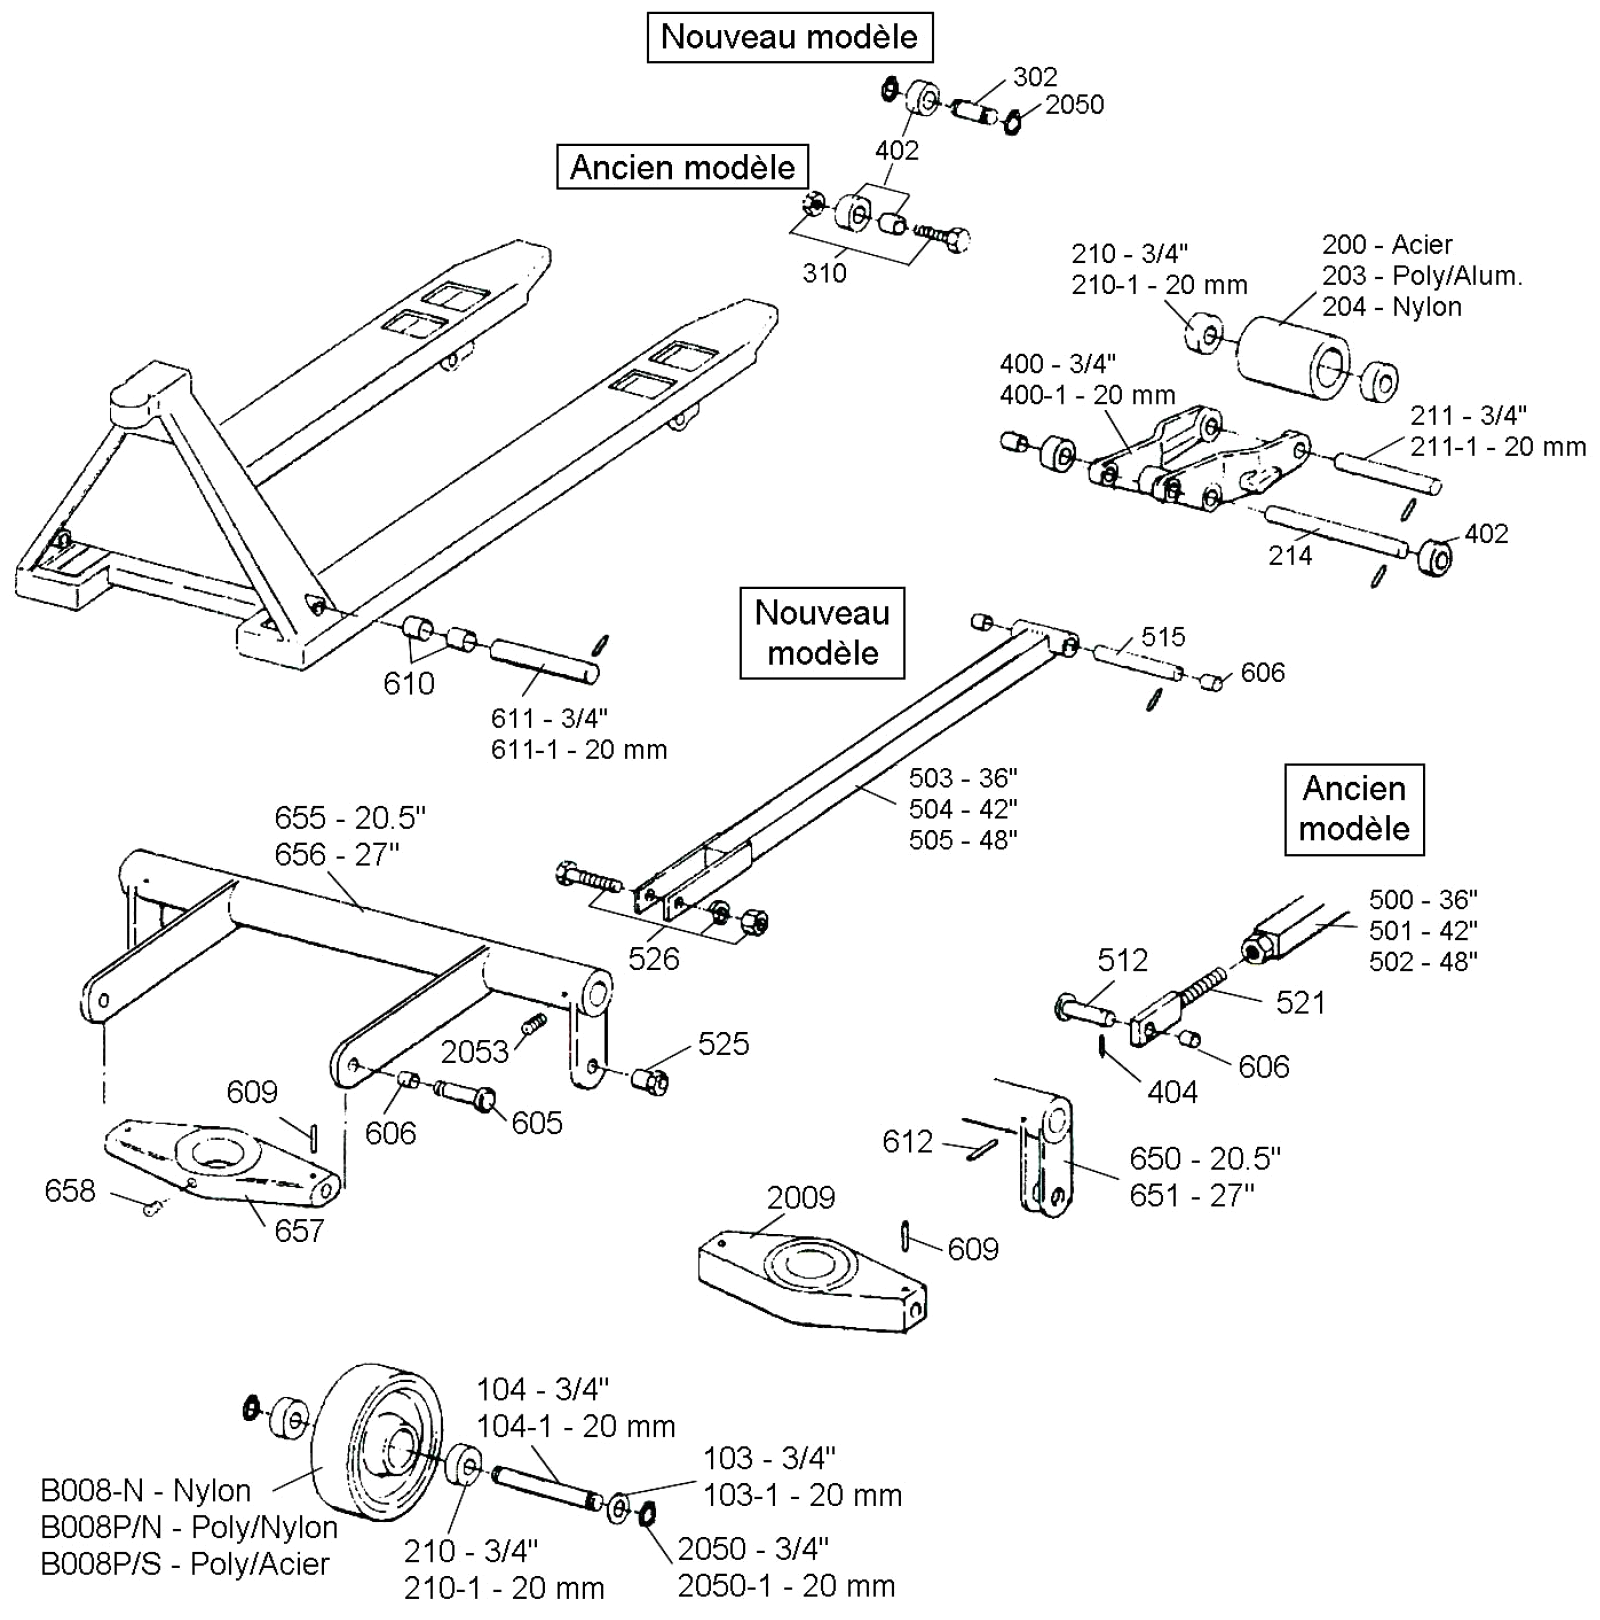 Nouveau modèle
302
2050
402
Ancien modèle
310
210 - 3/4"
210-1 - 20 mm
200 - Acier
203 - Poly/Alum.
204 - Nylon
400 - 3/4"
400-1 - 20 mm
211 - 3/4"
211-1 - 20 mm
402
214
610
611 - 3/4"
611-1 - 20 mm
Nouveau
modèle
515
606
503 - 36"
504 - 42"
505 - 48"
526
Ancien
modèle
500 - 36"
501 - 42"
502 - 48"
512
521
606
404
655 - 20.5"
656 - 27"
2053
525
609
606
605
658
657
612
650 - 20.5"
651 - 27"
2009
609
104 - 3/4"
104-1 - 20 mm
103 - 3/4"
103-1 - 20 mm
B008-N - Nylon
B008P/N - Poly/Nylon
B008P/S - Poly/Acier
210 - 3/4"
210-1 - 20 mm
2050 - 3/4"
2050-1 - 20 mm